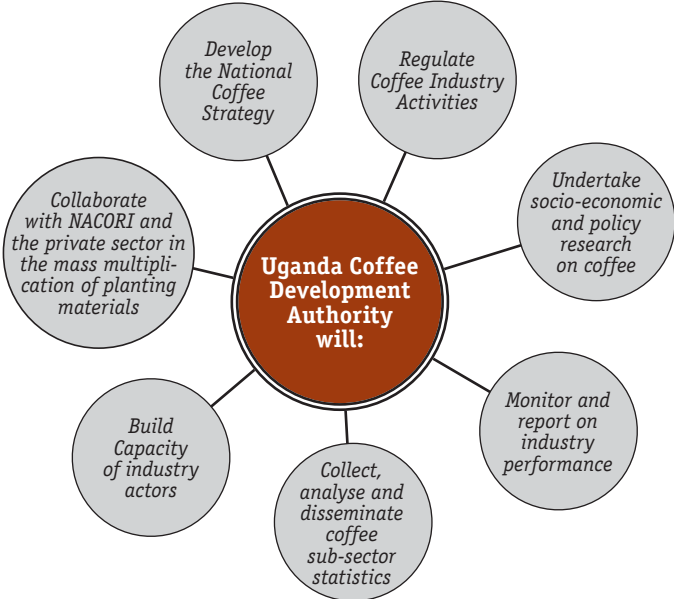 Develop
the National
Coffee
Strategy
Regulate
Coffee Industry
Activities
Undertake
socio-economic
and policy
research
on coffee
Monitor and
report on
industry
performance
Collect,
analyse and
disseminate
coffee
sub-sector
statistics
Build
Capacity
of industry
actors
Collaborate
with NACORI and
the private sector in
the mass multipli-
cation of planting
materials
Uganda Coffee
Development
Authority
will: